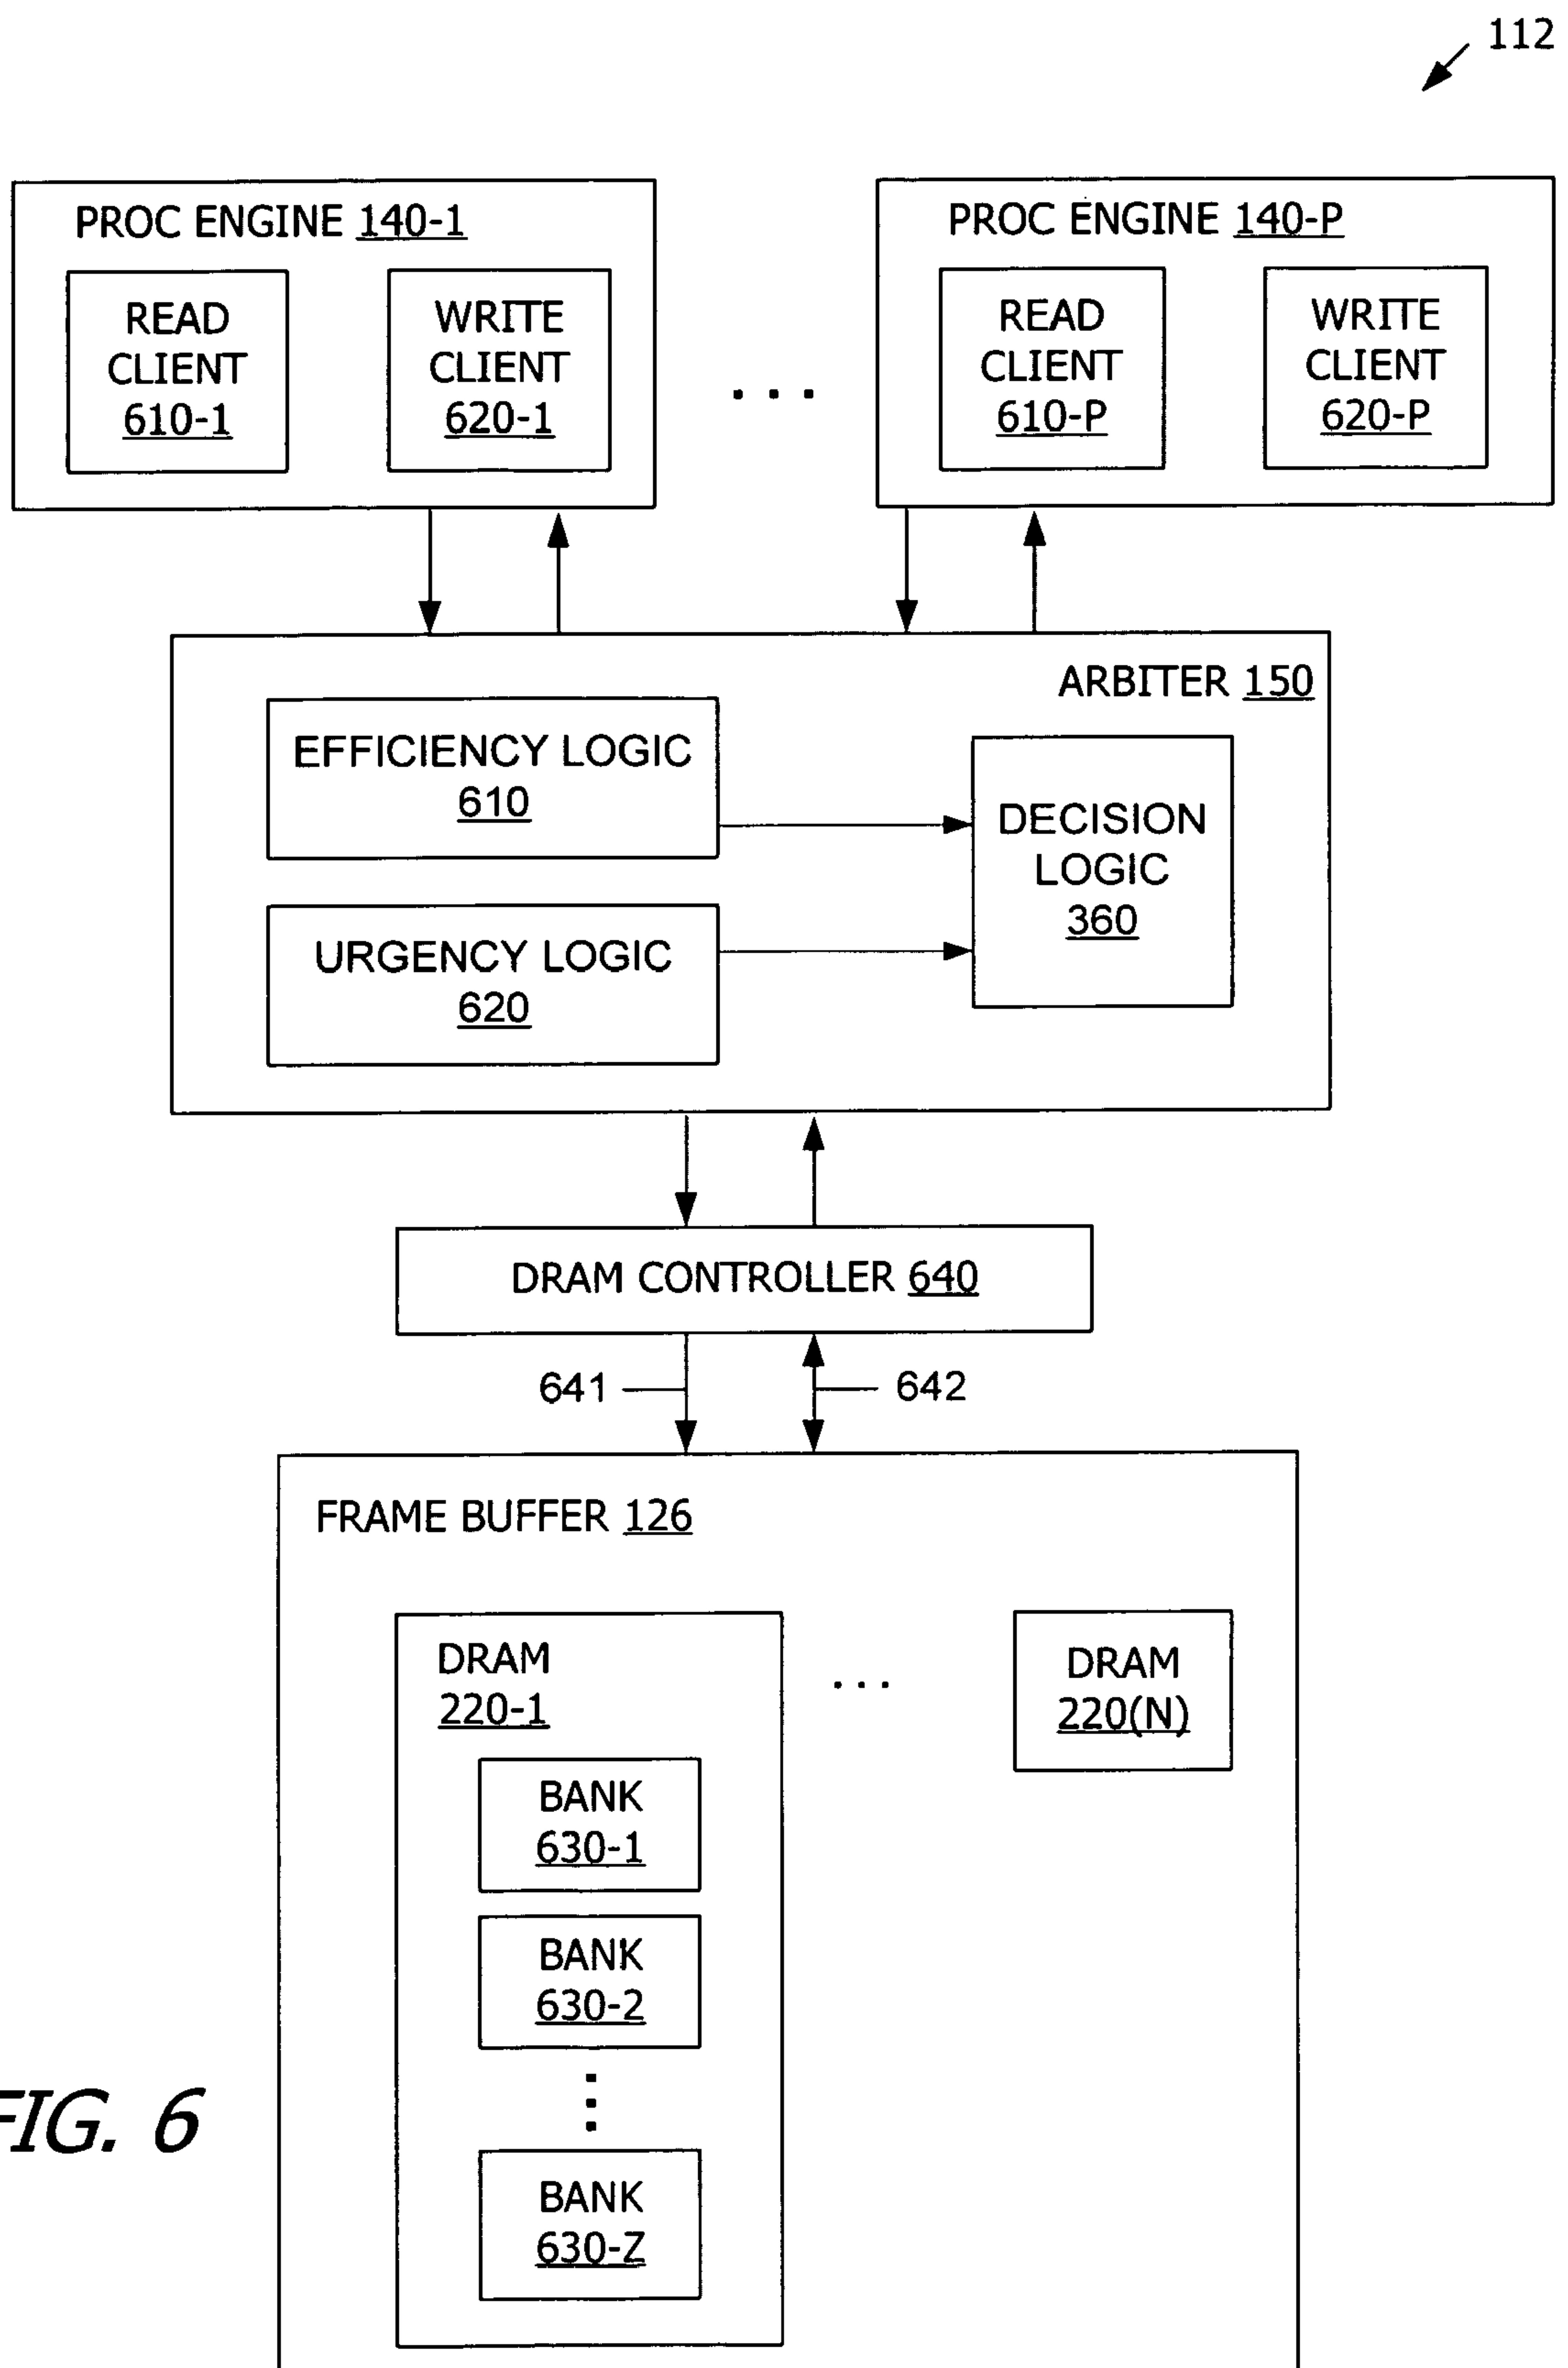 112
PROC ENGINE 140-1
READ
CLIENT
610-1
WRITE
CLIENT
620-1
. . .
PROC ENGINE 140-P
READ
CLIENT
610-P
WRITE
CLIENT
620-P
ARBITER 150
EFFICIENCY LOGIC
610
URGENCY LOGIC
620
DECISION
LOGIC
360
DRAM CONTROLLER 640
641
642
FRAME BUFFER 126
DRAM
220-1
BANK
630-1
BANK
630-2
BANK
630-Z
. . .
DRAM
220(N)
FIG. 6